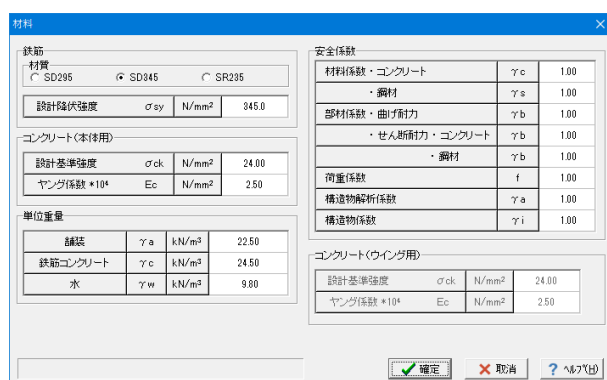 材料
鉄筋
材質
SD295 SD345 SR235
設計降伏強度 σsy N/mm² 345.0
コンクリート(本体用)
設計基準強度 σck N/mm² 24.00
ヤング係数 *10⁴ Ec N/mm² 2.50
単位重量
舗装 γa kN/m³ 22.50
鉄筋コンクリート γc kN/m³ 24.50
水 γw kN/m³ 9.80
安全係数
材料係数・コンクリート γc 1.00
・鋼材 γs 1.00
部材係数・曲げ耐力 γb 1.00
・せん断耐力・コンクリート γb 1.00
・鋼材 γb 1.00
荷重係数 f 1.00
構造物解析係数 γa 1.00
構造物係数 γi 1.00
コンクリート(ウイング用)
設計基準強度 σck N/mm² 24.00
ヤング係数 *10⁴ Ec N/mm² 2.50
確定 取消 ? ヘルプ(H)